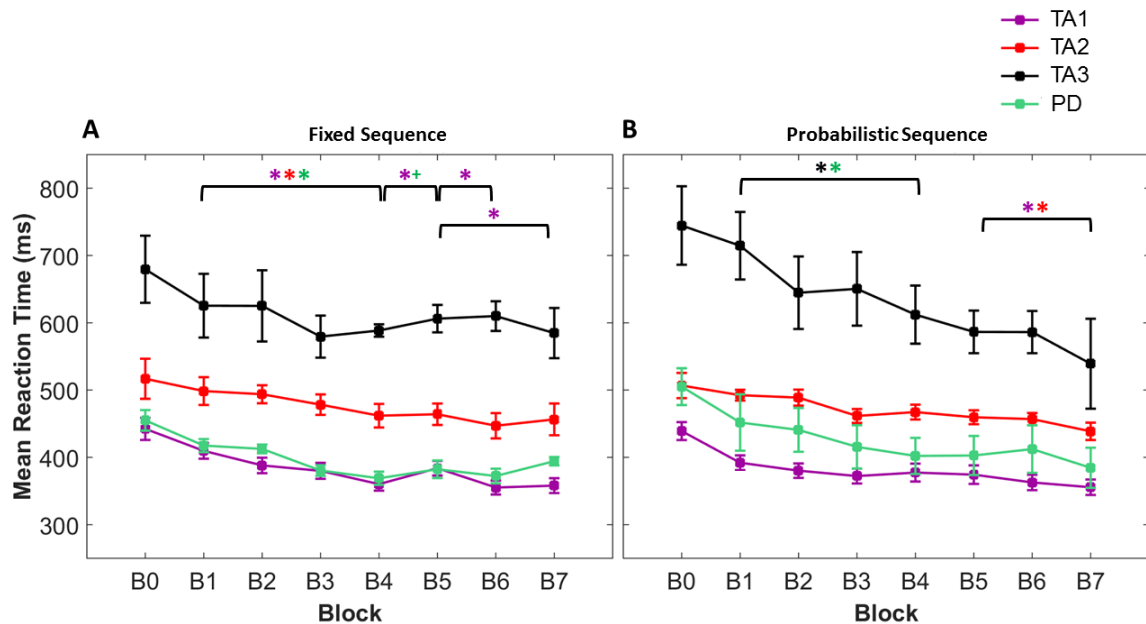 TA1
TA2
TA3
PD
A
Fixed Sequence
B
Probabilistic Sequence
***
*+
*
*
**
**
Mean Reaction Time (ms)
800
700
600
500
400
300
B0 B1 B2 B3 B4 B5 B6 B7
Block
B0 B1 B2 B3 B4 B5 B6 B7
Block